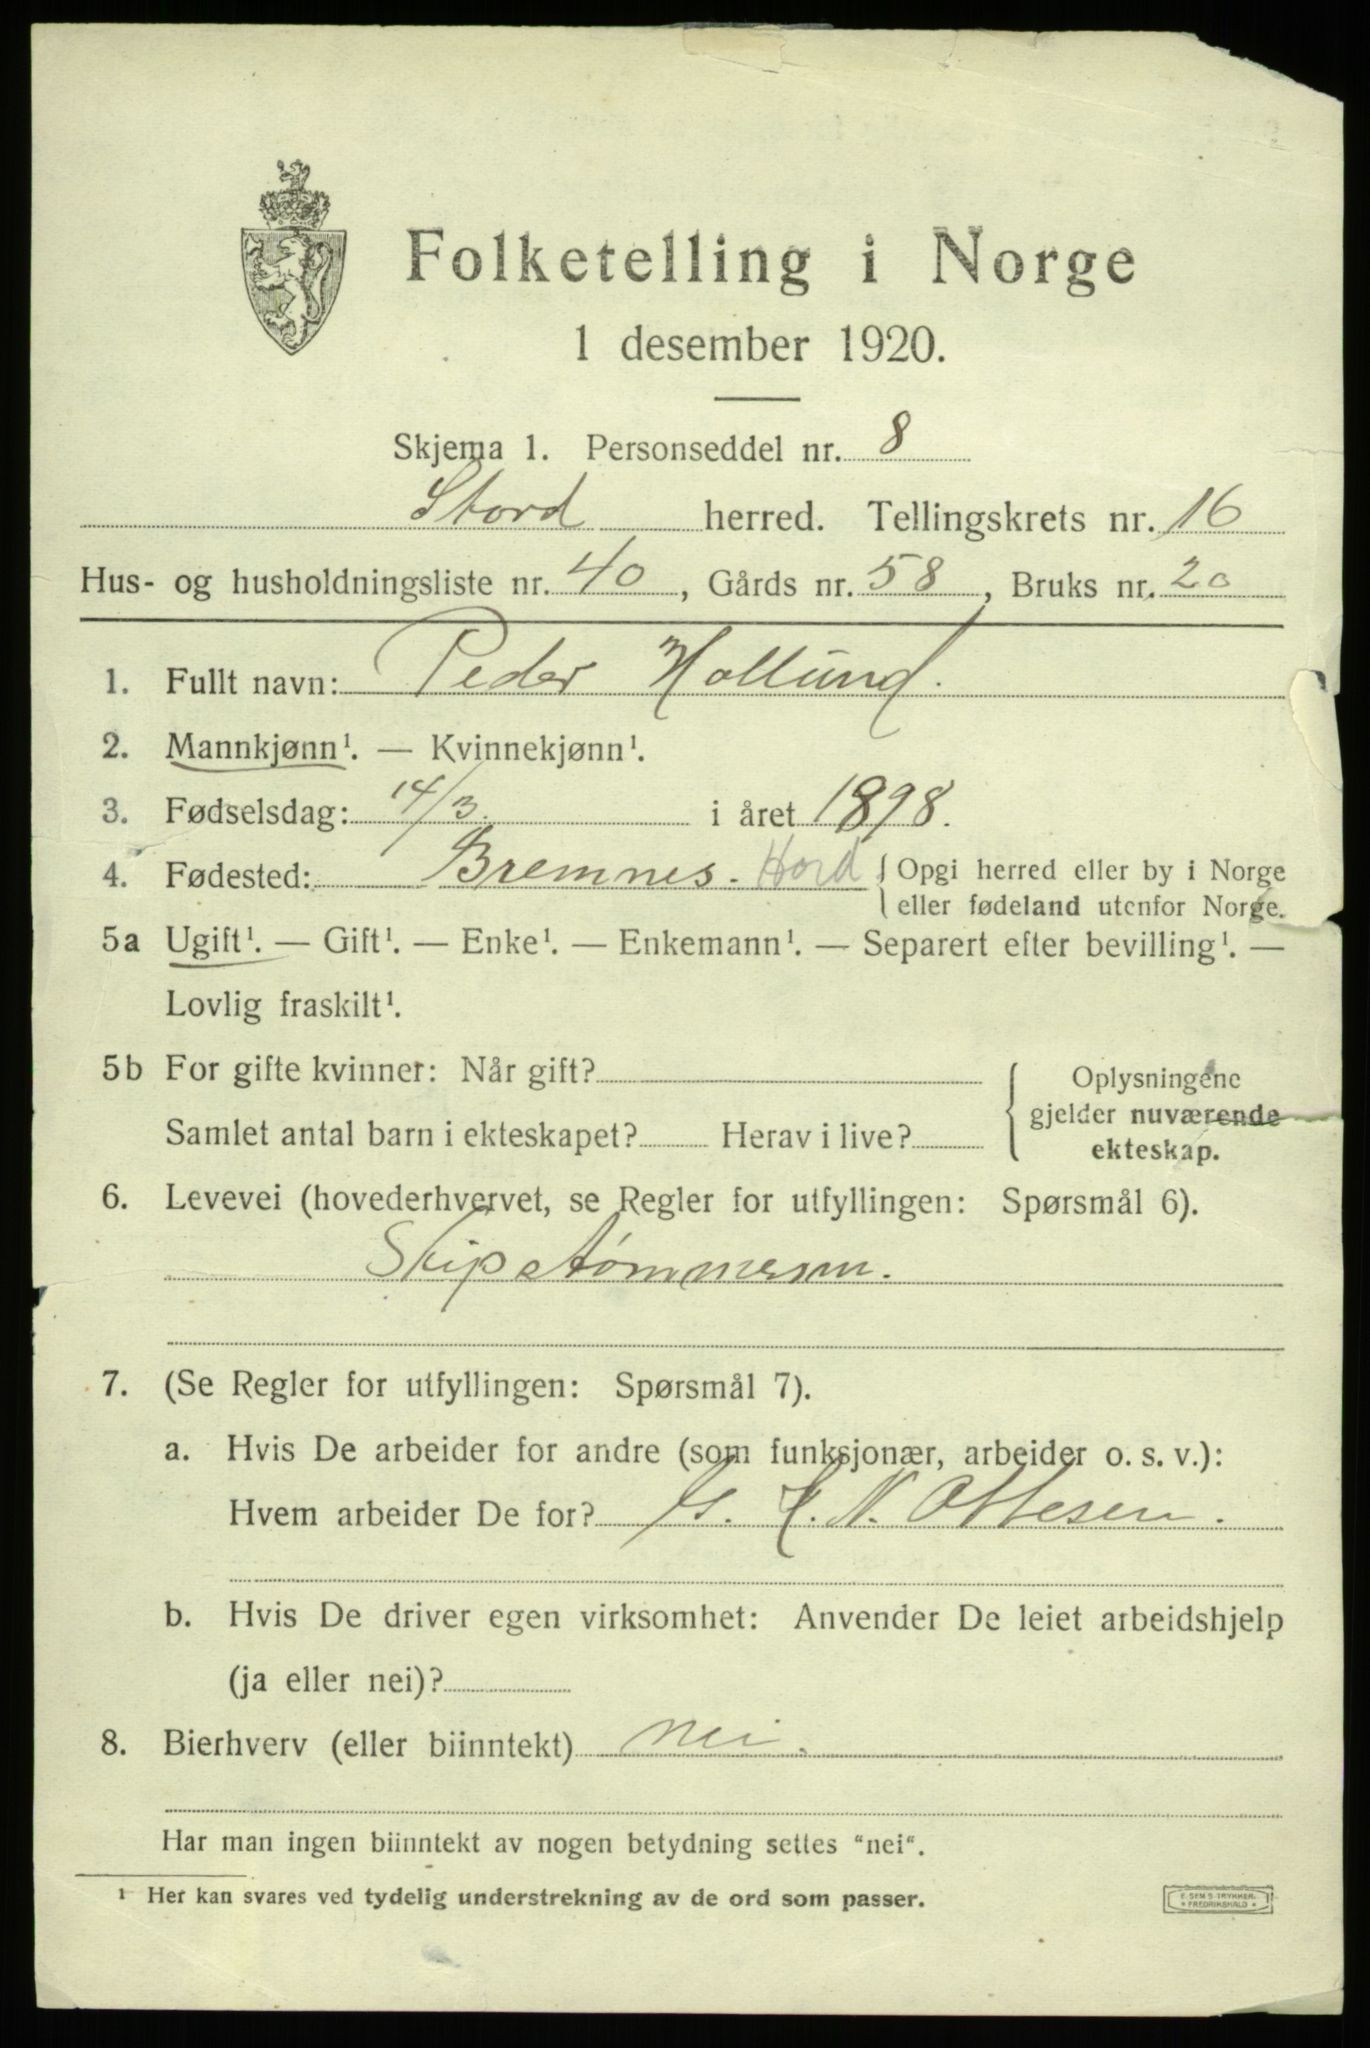 Folketelling i Norge
1 desember 1920.
Skjema 1. Personseddel nr. 8
Stord herred. Tellingskrets nr. 16
Hus- og husholdningsliste nr. 40, Gårds nr. 58, Bruks nr. 20
1. Fullt navn: Peder Hollund.
2. Mannkjønn¹. — Kvinnekjønn¹.
3. Fødselsdag: 14/3. i året 1898.
4. Fødested: Bremnes. Hord { Opgi herred eller by i Norge
eller fødeland utenfor Norge.
5a Ugift¹. — Gift¹. — Enke¹. — Enkemann¹. — Separert efter bevilling¹. —
Lovlig fraskilt¹.
5b For gifte kvinner: Når gift?
Samlet antal barn i ekteskapet? Herav i live?
{ Oplysningene
gjelder nuværende
ekteskap.
6. Levevei (hovederhvervet, se Regler for utfyllingen: Spørsmål 6).
Skipstømmerm.
7. (Se Regler for utfyllingen: Spørsmål 7).
a. Hvis De arbeider for andre (som funksjonær, arbeider o. s. v.):
Hvem arbeider De for? N. Ottesen.
b. Hvis De driver egen virksomhet: Anvender De leiet arbeidshjelp
(ja eller nei)?
8. Bierhverv (eller biinntekt) nei.
Har man ingen biinntekt av nogen betydning settes "nei".
¹ Her kan svares ved tydelig understrekning av de ord som passer.
E. SEM S TRYKKERI
* FREDRIKSHALD *